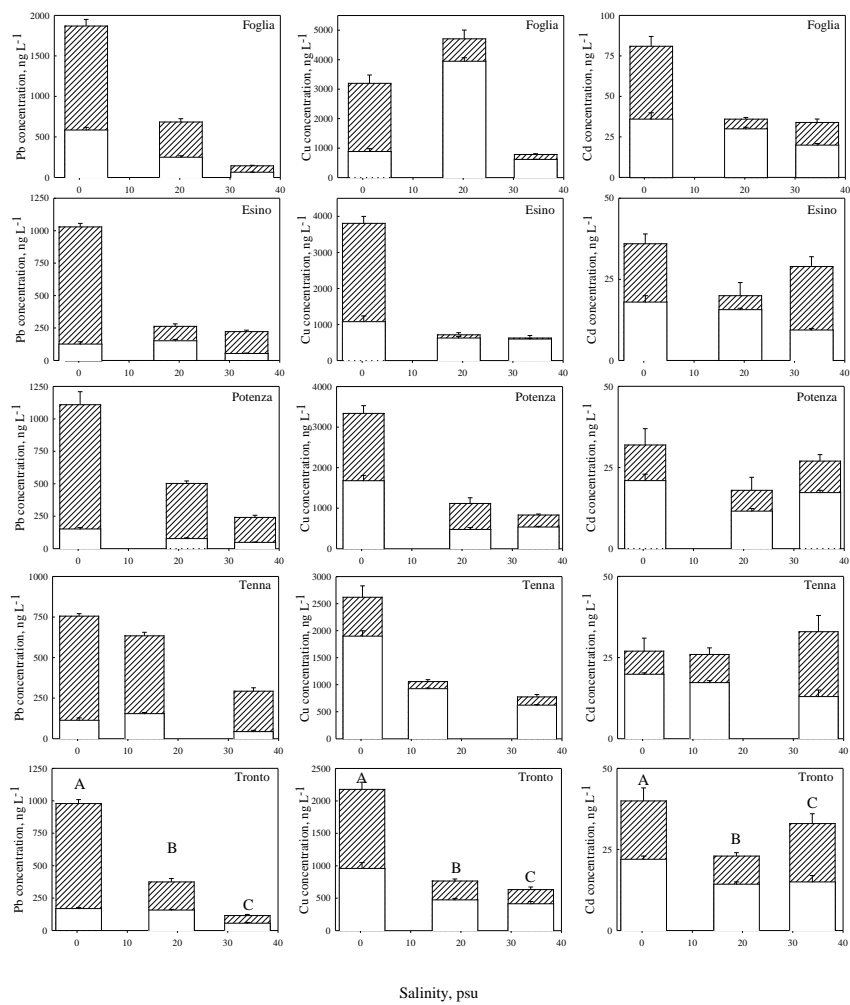 2000
1500
1000
500
0
Pb concentration, ng L-1
Foglia
0 10 20 30 40
5000
4000
3000
2000
1000
0
Cu concentration, ng L-1
Foglia
0 10 20 30 40
100
75
50
25
0
Cd concentration, ng L-1
Foglia
0 10 20 30 40
1250
1000
750
500
250
0
Pb concentration, ng L-1
Esino
0 10 20 30 40
4000
3000
2000
1000
0
Cu concentration, ng L-1
Esino
0 10 20 30 40
50
25
0
Cd concentration, ng L-1
Esino
0 10 20 30 40
1250
1000
750
500
250
0
Pb concentration, ng L-1
Potenza
0 10 20 30 40
4000
3000
2000
1000
0
Cu concentration, ng L-1
Potenza
0 10 20 30 40
50
25
0
Cd concentration, ng L-1
Potenza
0 10 20 30 40
1000
750
500
250
0
Pb concentration, ng L-1
Tenna
0 10 20 30 40
3000
2500
2000
1500
1000
500
0
Cu concentration, ng L-1
Tenna
0 10 20 30 40
50
25
0
Cd concentration, ng L-1
Tenna
0 10 20 30 40
1250
1000
750
500
250
0
Pb concentration, ng L-1
Tronto
A
B
C
0 10 20 30 40
2500
2000
1500
1000
500
0
Cu concentration, ng L-1
Tronto
A
B
C
0 10 20 30 40
50
25
0
Cd concentration, ng L-1
Tronto
A
B
C
0 10 20 30 40
Salinity, psu